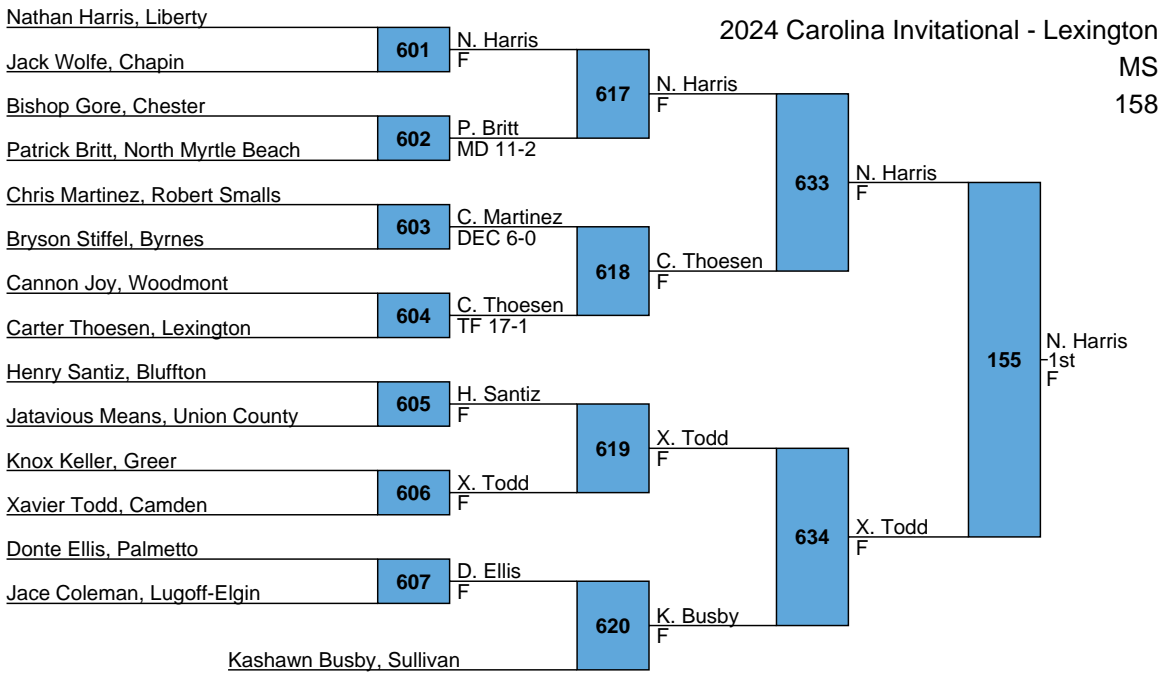 2024 Carolina Invitational - Lexington
MS
158
Nathan Harris, Liberty
601
N. Harris
F
Jack Wolfe, Chapin
617
N. Harris
F
Bishop Gore, Chester
602
P. Britt
MD 11-2
Patrick Britt, North Myrtle Beach
633
N. Harris
F
Chris Martinez, Robert Smalls
603
C. Martinez
DEC 6-0
Bryson Stiffel, Byrnes
618
C. Thoesen
F
Cannon Joy, Woodmont
604
C. Thoesen
TF 17-1
Carter Thoesen, Lexington
155
N. Harris
1st
F
Henry Santiz, Bluffton
605
H. Santiz
F
Jatavious Means, Union County
619
X. Todd
F
Knox Keller, Greer
606
X. Todd
F
Xavier Todd, Camden
634
X. Todd
F
Donte Ellis, Palmetto
607
D. Ellis
F
Jace Coleman, Lugoff-Elgin
620
K. Busby
F
Kashawn Busby, Sullivan